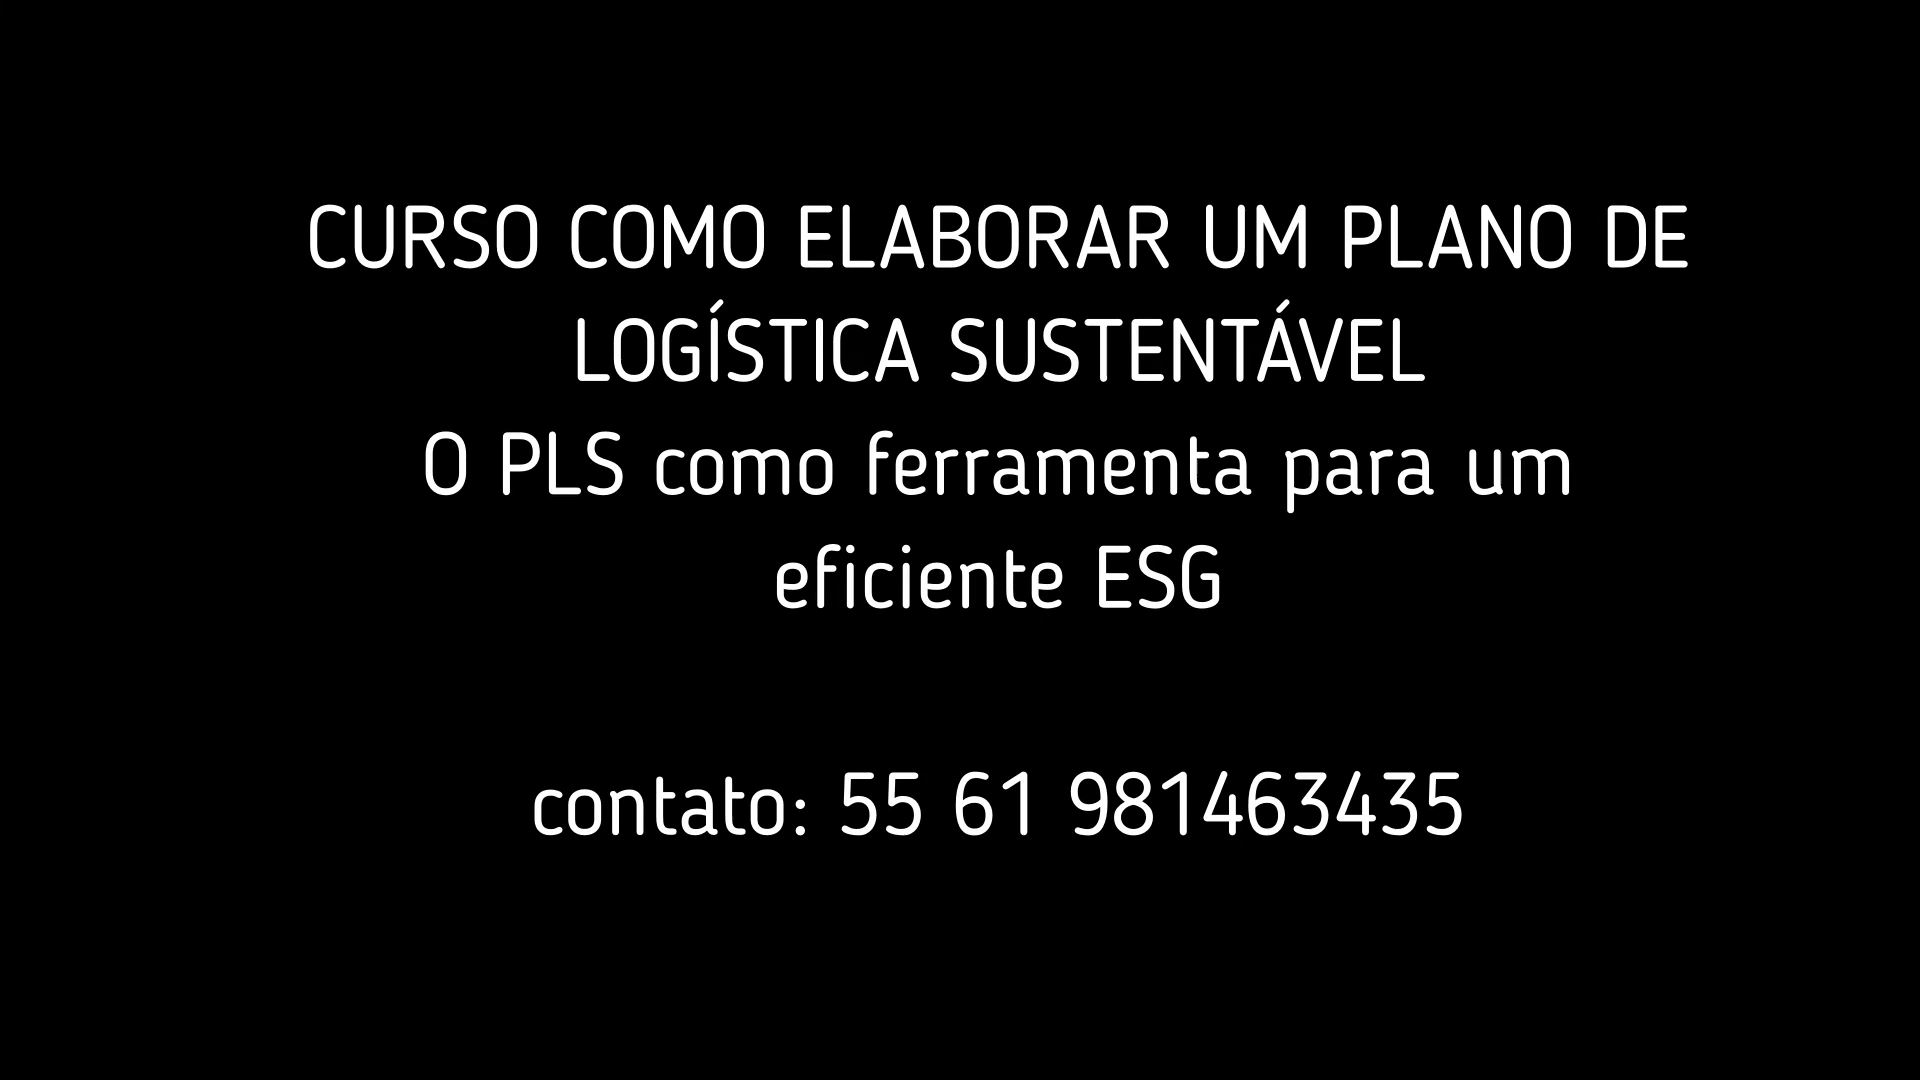 CURSO COMO ELABORAR UM PLANO DE
LOGÍSTICA SUSTENTÁVEL
O PLS como ferramenta para um
eficiente ESG
contato: 55 61 981463435